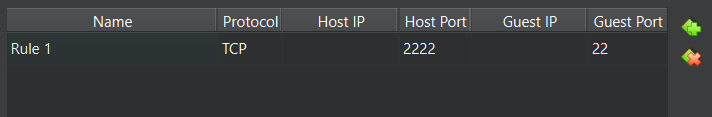 Name Protocol Host IP Host Port Guest IP Guest Port
Rule 1 TCP 2222 22